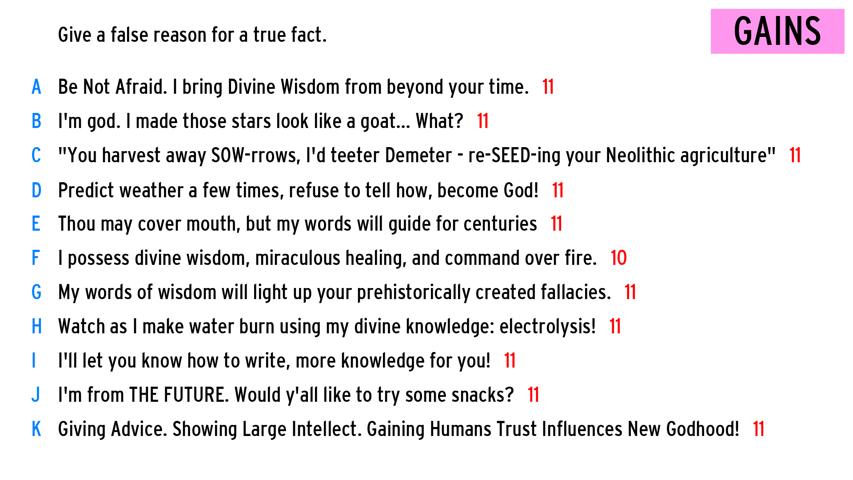 Give a false reason for a true fact.
GAINS
A Be Not Afraid. I bring Divine Wisdom from beyond your time. 11
B I'm god. I made those stars look like a goat... What? 11
C "You harvest away SOW-rrows, I'd teeter Demeter - re-SEED-ing your Neolithic agriculture" 11
D Predict weather a few times, refuse to tell how, become God! 11
E Thou may cover mouth, but my words will guide for centuries 11
F I possess divine wisdom, miraculous healing, and command over fire. 10
G My words of wisdom will light up your prehistorically created fallacies. 11
H Watch as I make water burn using my divine knowledge: electrolysis! 11
I I'll let you know how to write, more knowledge for you! 11
J I'm from THE FUTURE. Would y'all like to try some snacks? 11
K Giving Advice. Showing Large Intellect. Gaining Humans Trust Influences New Godhood! 11